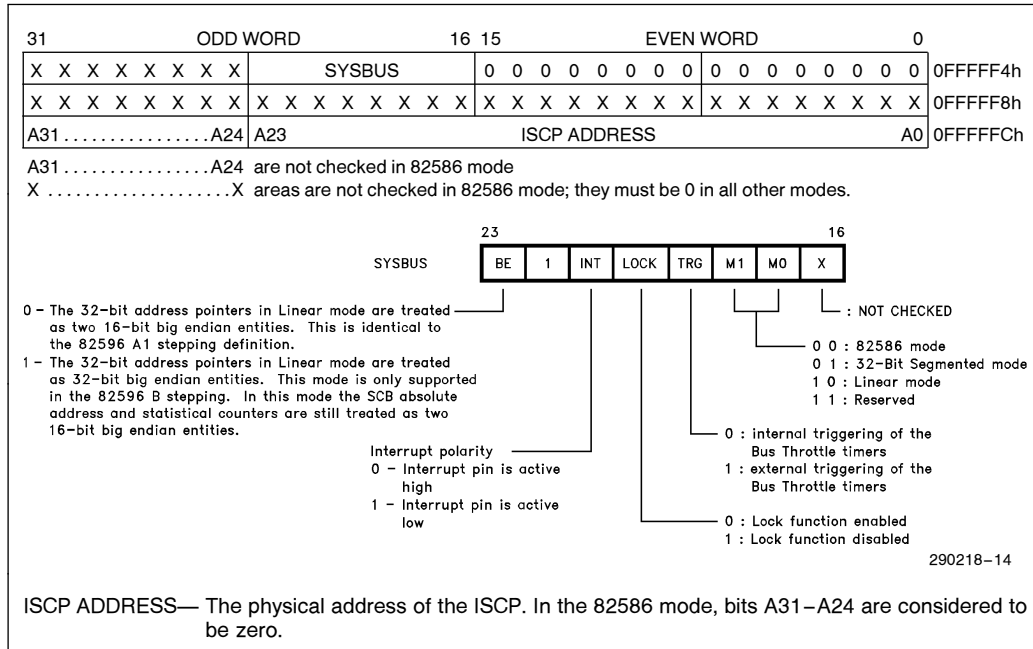 31 ODD WORD 16 15 EVEN WORD 0
X X X X X X X X SYSBUS 0 0 0 0 0 0 0 0 0 0 0 0 0 0 0 0 0FFFFF4h
X X X X X X X X X X X X X X X X X X X X X X X X X X X X X X X X 0FFFFF8h
A31 . . . . . . . . . . . . . . . . A24 A23 ISCP ADDRESS A0 0FFFFFCh
A31 . . . . . . . . . . . . . . . . A24 are not checked in 82586 mode
X . . . . . . . . . . . . . . . . . . . . X areas are not checked in 82586 mode; they must be 0 in all other modes.
23 16
SYSBUS BE 1 INT LOCK TRG M1 M0 X
0 – The 32–bit address pointers in Linear mode are treated
as two 16–bit big endian entities. This is identical to
the 82596 A1 stepping definition.
1 – The 32–bit address pointers in Linear mode are treated
as 32–bit big endian entities. This mode is only supported
in the 82596 B stepping. In this mode the SCB absolute
address and statistical counters are still treated as two
16–bit big endian entities.
: NOT CHECKED
0 0 : 82586 mode
0 1 : 32–Bit Segmented mode
1 0 : Linear mode
1 1 : Reserved
0 : internal triggering of the
Bus Throttle timers
1 : external triggering of the
Bus Throttle timers
Interrupt polarity
0 – Interrupt pin is active
high
1 – Interrupt pin is active
low
0 : Lock function enabled
1 : Lock function disabled
290218–14
ISCP ADDRESS— The physical address of the ISCP. In the 82586 mode, bits A31–A24 are considered to
be zero.